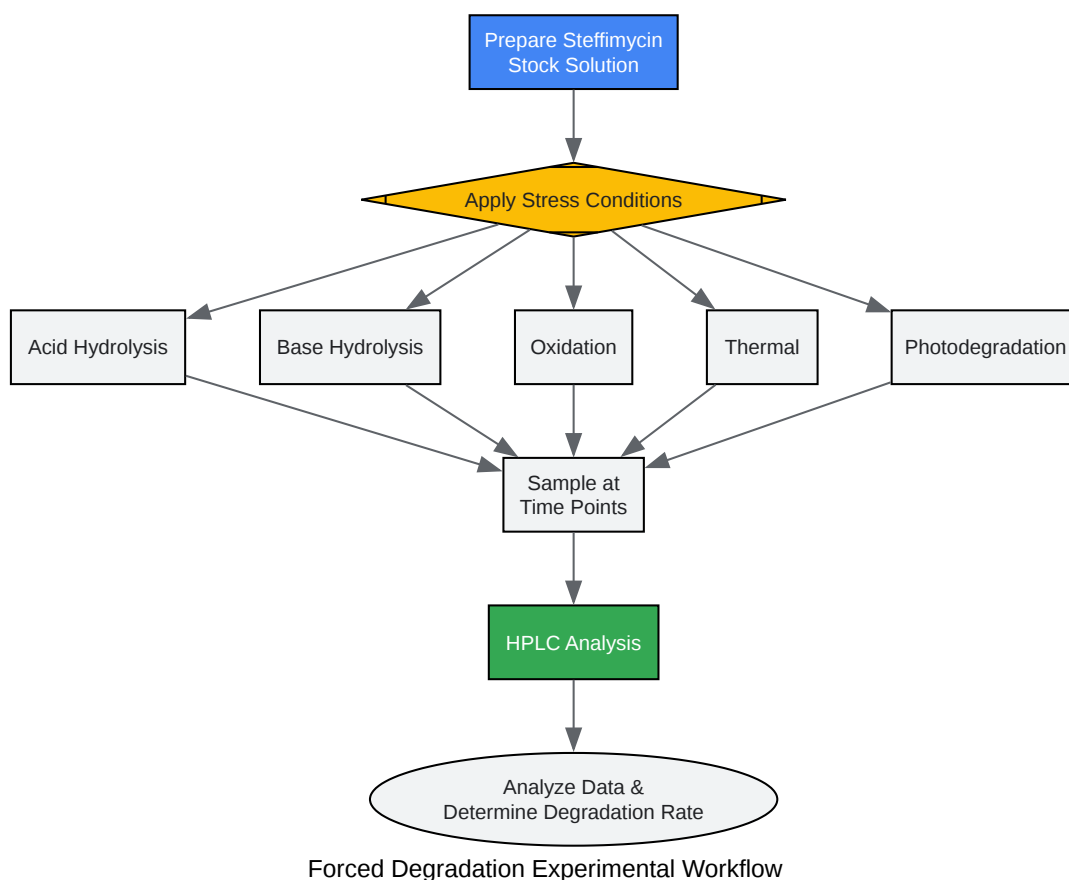 Prepare Steffimycin
Stock Solution
Apply Stress Conditions
Acid Hydrolysis
Base Hydrolysis
Oxidation
Thermal
Photodegradation
Sample at
Time Points
HPLC Analysis
Analyze Data &
Determine Degradation Rate
Forced Degradation Experimental Workflow